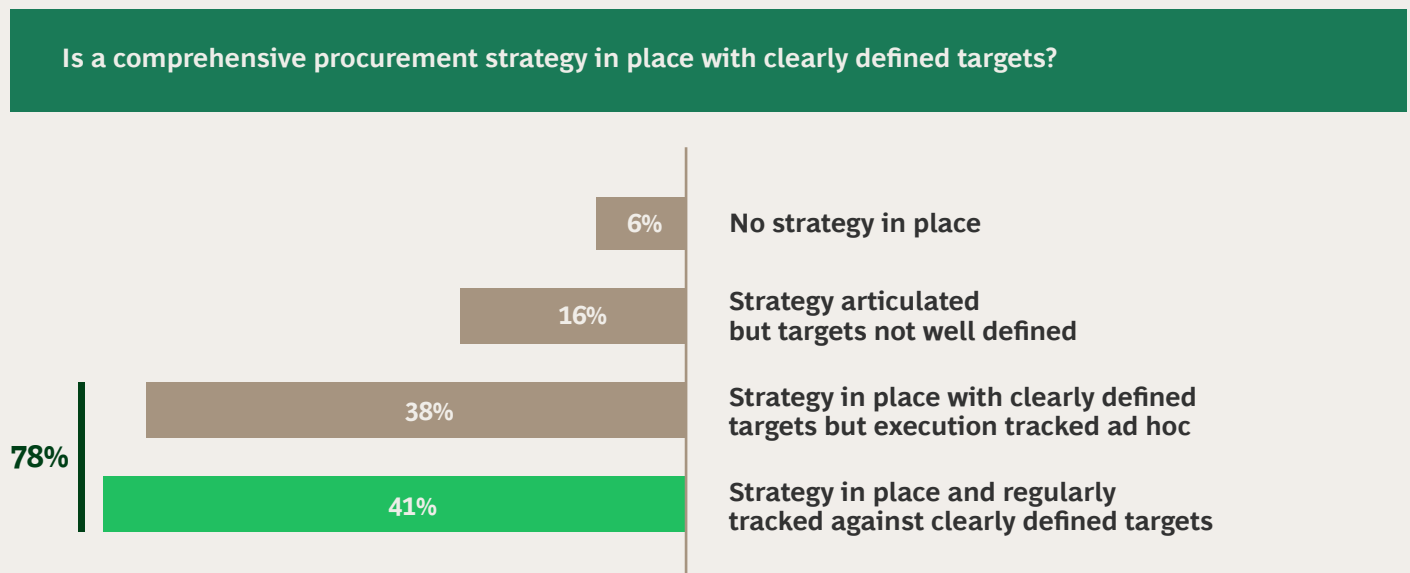 Is a comprehensive procurement strategy in place with clearly defined targets?
6%
No strategy in place
16%
Strategy articulated
but targets not well defined
38%
Strategy in place with clearly defined
targets but execution tracked ad hoc
78%
41%
Strategy in place and regularly
tracked against clearly defined targets